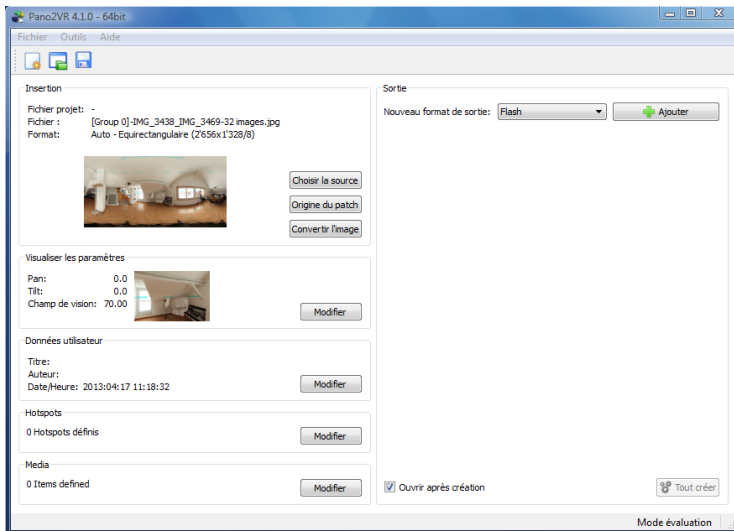 Pano2VR 4.1.0 - 64bit
Fichier Outils Aide
Insertion
Fichier projet: -
Fichier : [Group 0]-IMG_3438_IMG_3469-32 images.jpg
Format: Auto - Equirectangulaire (2'656x1'328/8)
Choisir la source
Origine du patch
Convertir l'image
Visualiser les paramètres
Pan: 0.0
Tilt: 0.0
Champ de vision: 70.00
Modifier
Données utilisateur
Titre:
Auteur:
Date/Heure: 2013:04:17 11:18:32
Modifier
Hotspots
0 Hotspots définis
Modifier
Media
0 Items defined
Modifier
Sortie
Nouveau format de sortie: Flash Ajouter
Ouvrir après création
Tout créer
Mode évaluation